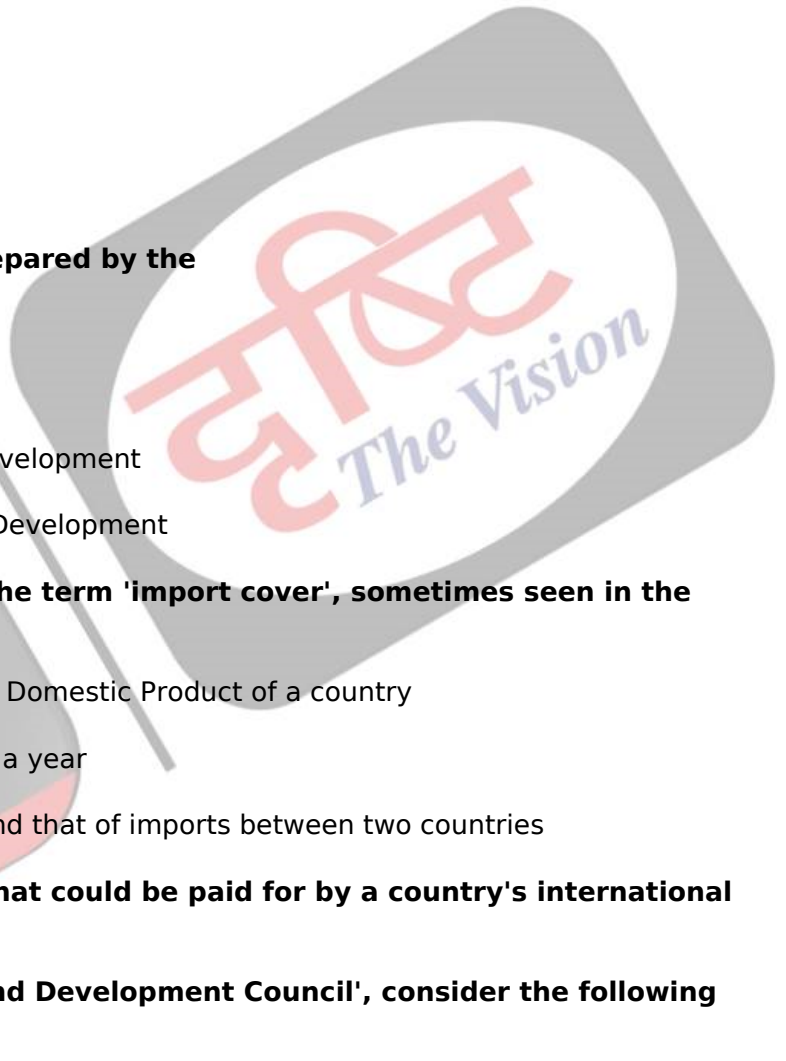 epared by the
velopment
Development
he term 'import cover', sometimes seen in the
Domestic Product of a country
a year
nd that of imports between two countries
hat could be paid for by a country's international
nd Development Council', consider the following
दृष्टि
The Vision